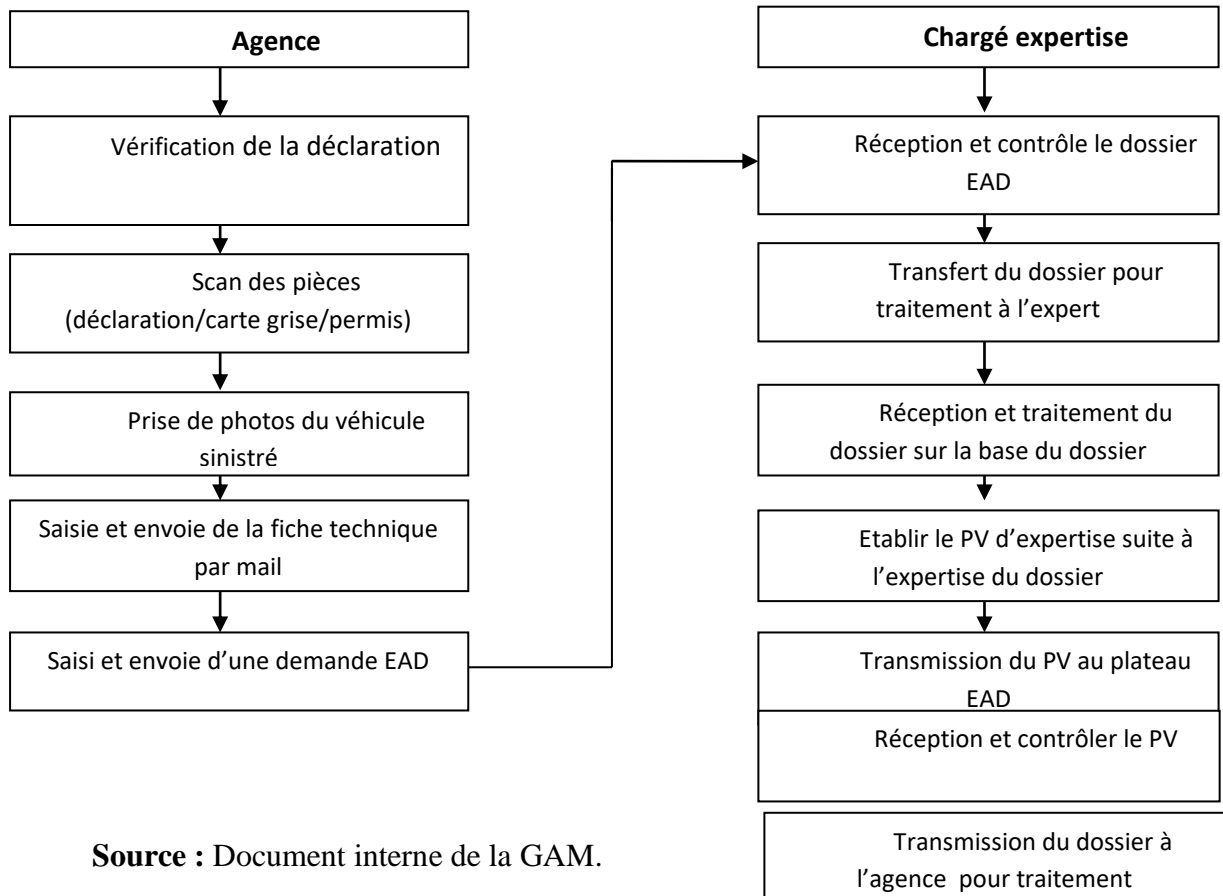 Agence
Vérification de la déclaration
Scan des pièces
(déclaration/carte grise/permis)
Prise de photos du véhicule
sinistré
Saisie et envoie de la fiche technique
par mail
Saisi et envoie d’une demande EAD
Chargé expertise
Réception et contrôle le dossier
EAD
Transfert du dossier pour
traitement à l’expert
Réception et traitement du
dossier sur la base du dossier
Etablir le PV d’expertise suite à
l’expertise du dossier
Transmission du PV au plateau
EAD
Réception et contrôler le PV
Transmission du dossier à
l’agence pour traitement
Source : Document interne de la GAM.